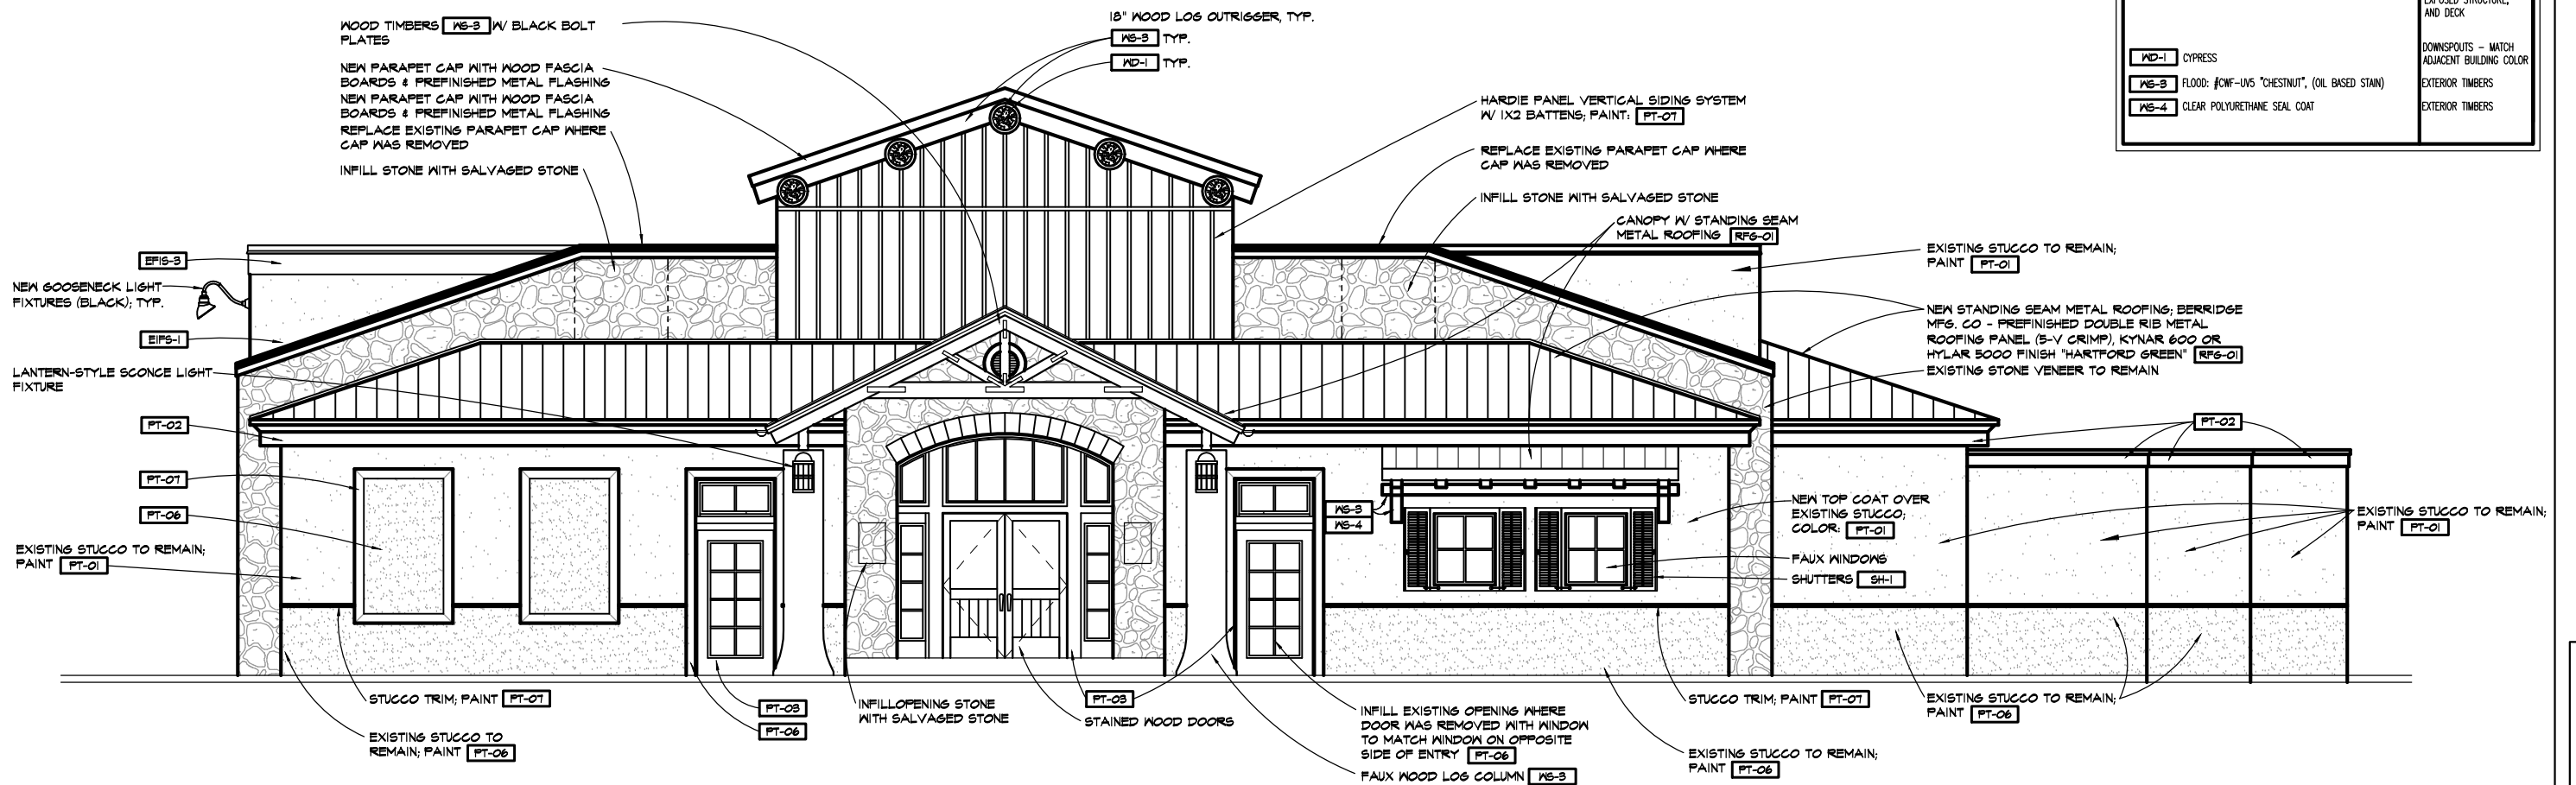 WOOD TIMBERS WS-3 W/ BLACK BOLT
PLATES
NEW PARAPET CAP WITH WOOD FASCIA
BOARDS & PREFINISHED METAL FLASHING
NEW PARAPET CAP WITH WOOD FASCIA
BOARDS & PREFINISHED METAL FLASHING
REPLACE EXISTING PARAPET CAP WHERE
CAP WAS REMOVED
INFILL STONE WITH SALVAGED STONE
18" WOOD LOG OUTRIGGER, TYP.
WS-3 TYP.
WD-1 TYP.
HARDIE PANEL VERTICAL SIDING SYSTEM
W/ 1X2 BATTENS; PAINT: PT-07
REPLACE EXISTING PARAPET CAP WHERE
CAP WAS REMOVED
INFILL STONE WITH SALVAGED STONE
CANOPY W/ STANDING SEAM
METAL ROOFING RFG-01
EXPOSED STRUCTURE,
AND DECK
DOWNSPOUTS - MATCH
ADJACENT BUILDING COLOR
WD-1 CYPRESS
WS-3 FLOOD: #CWF-UV5 "CHESTNUT", (OIL BASED STAIN) EXTERIOR TIMBERS
WS-4 CLEAR POLYURETHANE SEAL COAT EXTERIOR TIMBERS
EFIS-3
NEW GOOSENECK LIGHT
FIXTURES (BLACK); TYP.
EIFS-1
LANTERN-STYLE SCONCE LIGHT
FIXTURE
PT-02
PT-07
PT-06
EXISTING STUCCO TO REMAIN;
PAINT PT-01
EXISTING STUCCO TO REMAIN;
PAINT PT-01
NEW STANDING SEAM METAL ROOFING; BERRIDGE
MFG. CO - PREFINISHED DOUBLE RIB METAL
ROOFING PANEL (5-V CRIMP), KYNAR 600 OR
HYLAR 5000 FINISH "HARTFORD GREEN" RFG-01
EXISTING STONE VENEER TO REMAIN
PT-02
WS-3
WS-4
NEW TOP COAT OVER
EXISTING STUCCO;
COLOR: PT-01
FAUX WINDOWS
SHUTTERS SH-1
EXISTING STUCCO TO REMAIN;
PAINT PT-01
STUCCO TRIM; PAINT PT-07
EXISTING STUCCO TO
REMAIN; PAINT PT-06
PT-03
PT-06
INFILLOPENING STONE
WITH SALVAGED STONE
PT-03
STAINED WOOD DOORS
INFILL EXISTING OPENING WHERE
DOOR WAS REMOVED WITH WINDOW
TO MATCH WINDOW ON OPPOSITE
SIDE OF ENTRY PT-06
FAUX WOOD LOG COLUMN WS-3
STUCCO TRIM; PAINT PT-07
EXISTING STUCCO TO REMAIN;
PAINT PT-06
EXISTING STUCCO TO REMAIN;
PAINT PT-06